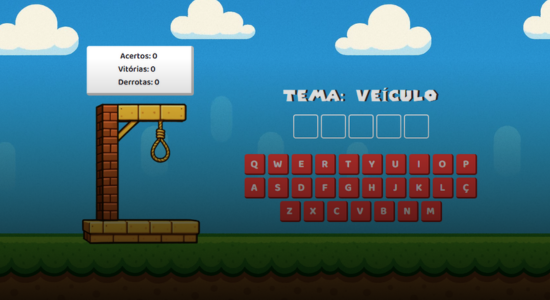 Acertos: 0
Vitórias: 0
Derrotas: 0
TEMA: VEÍCULO
Q W E R T Y U I O P
A S D F G H J K L Ç
Z X C V B N M